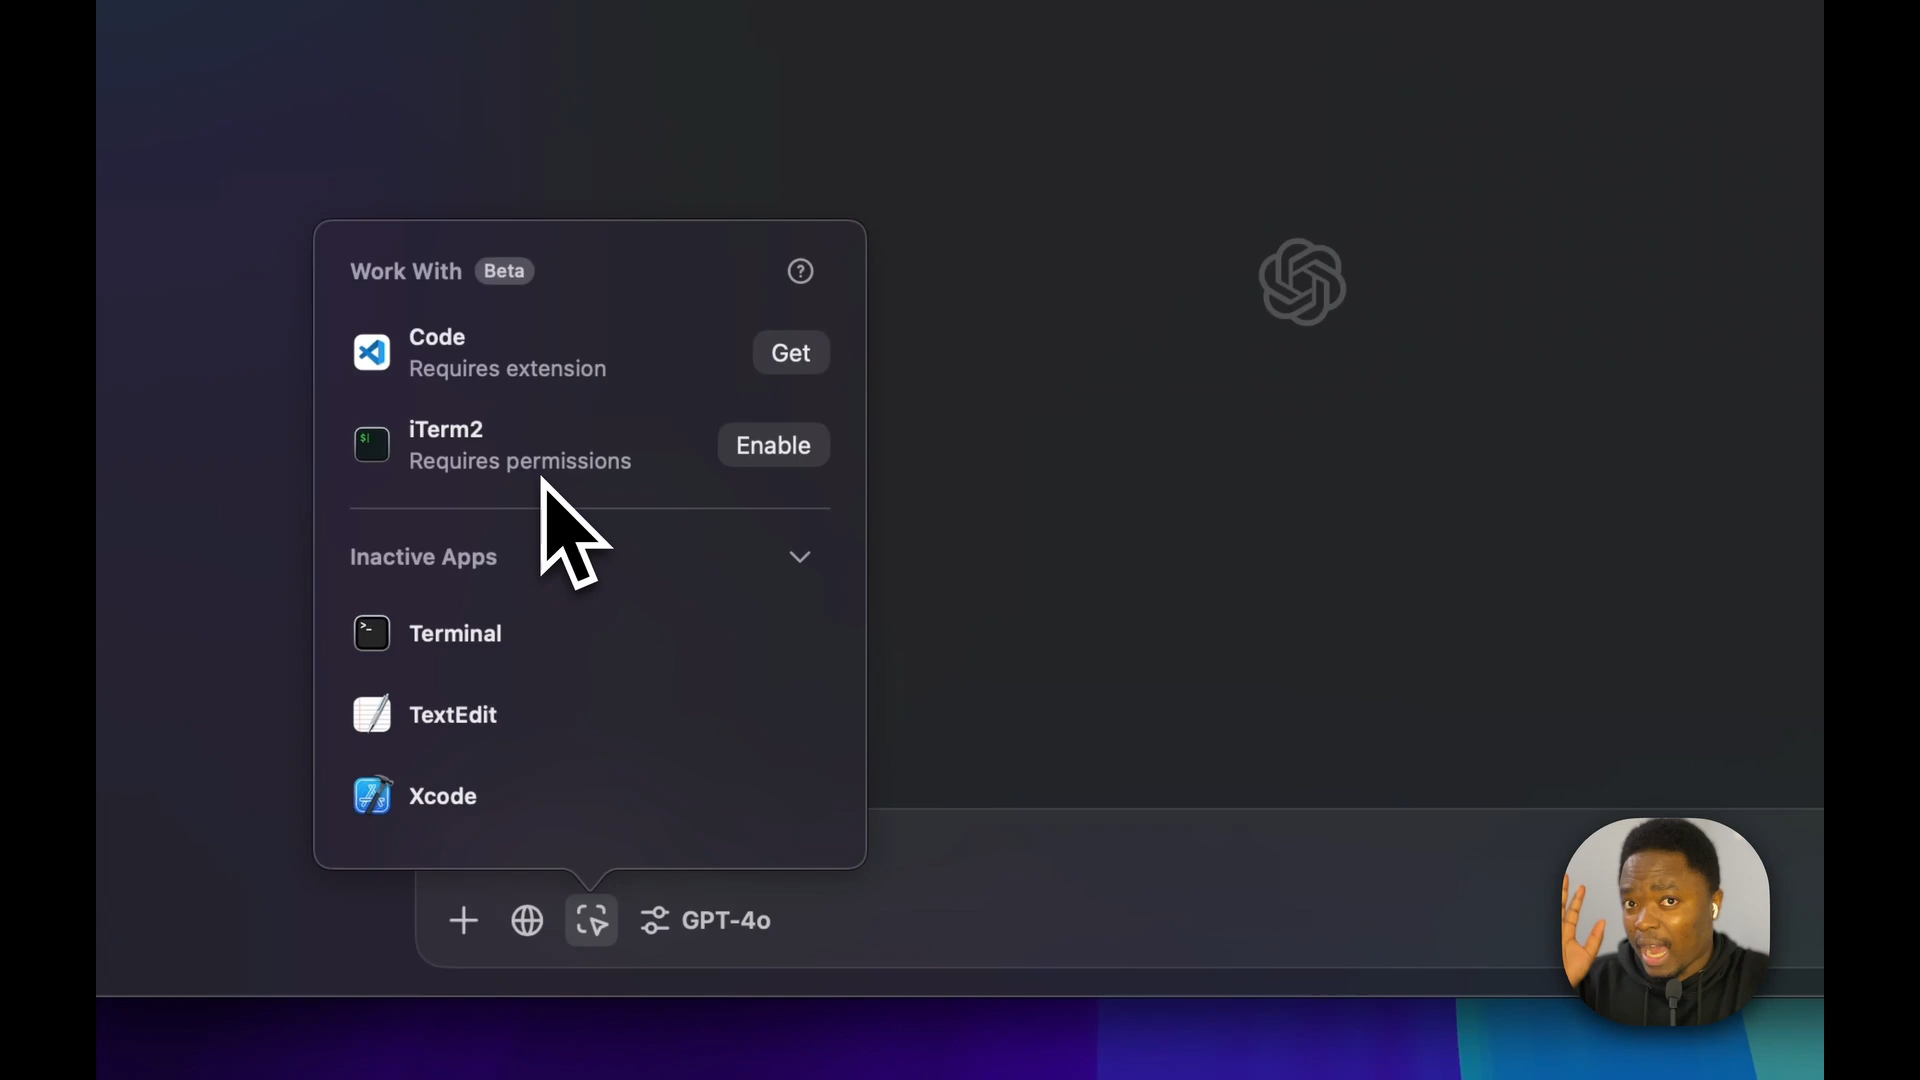 Work With Beta
Code
Requires extension
Get
iTerm2
Requires permissions
Enable
Inactive Apps
Terminal
TextEdit
Xcode
GPT-4o